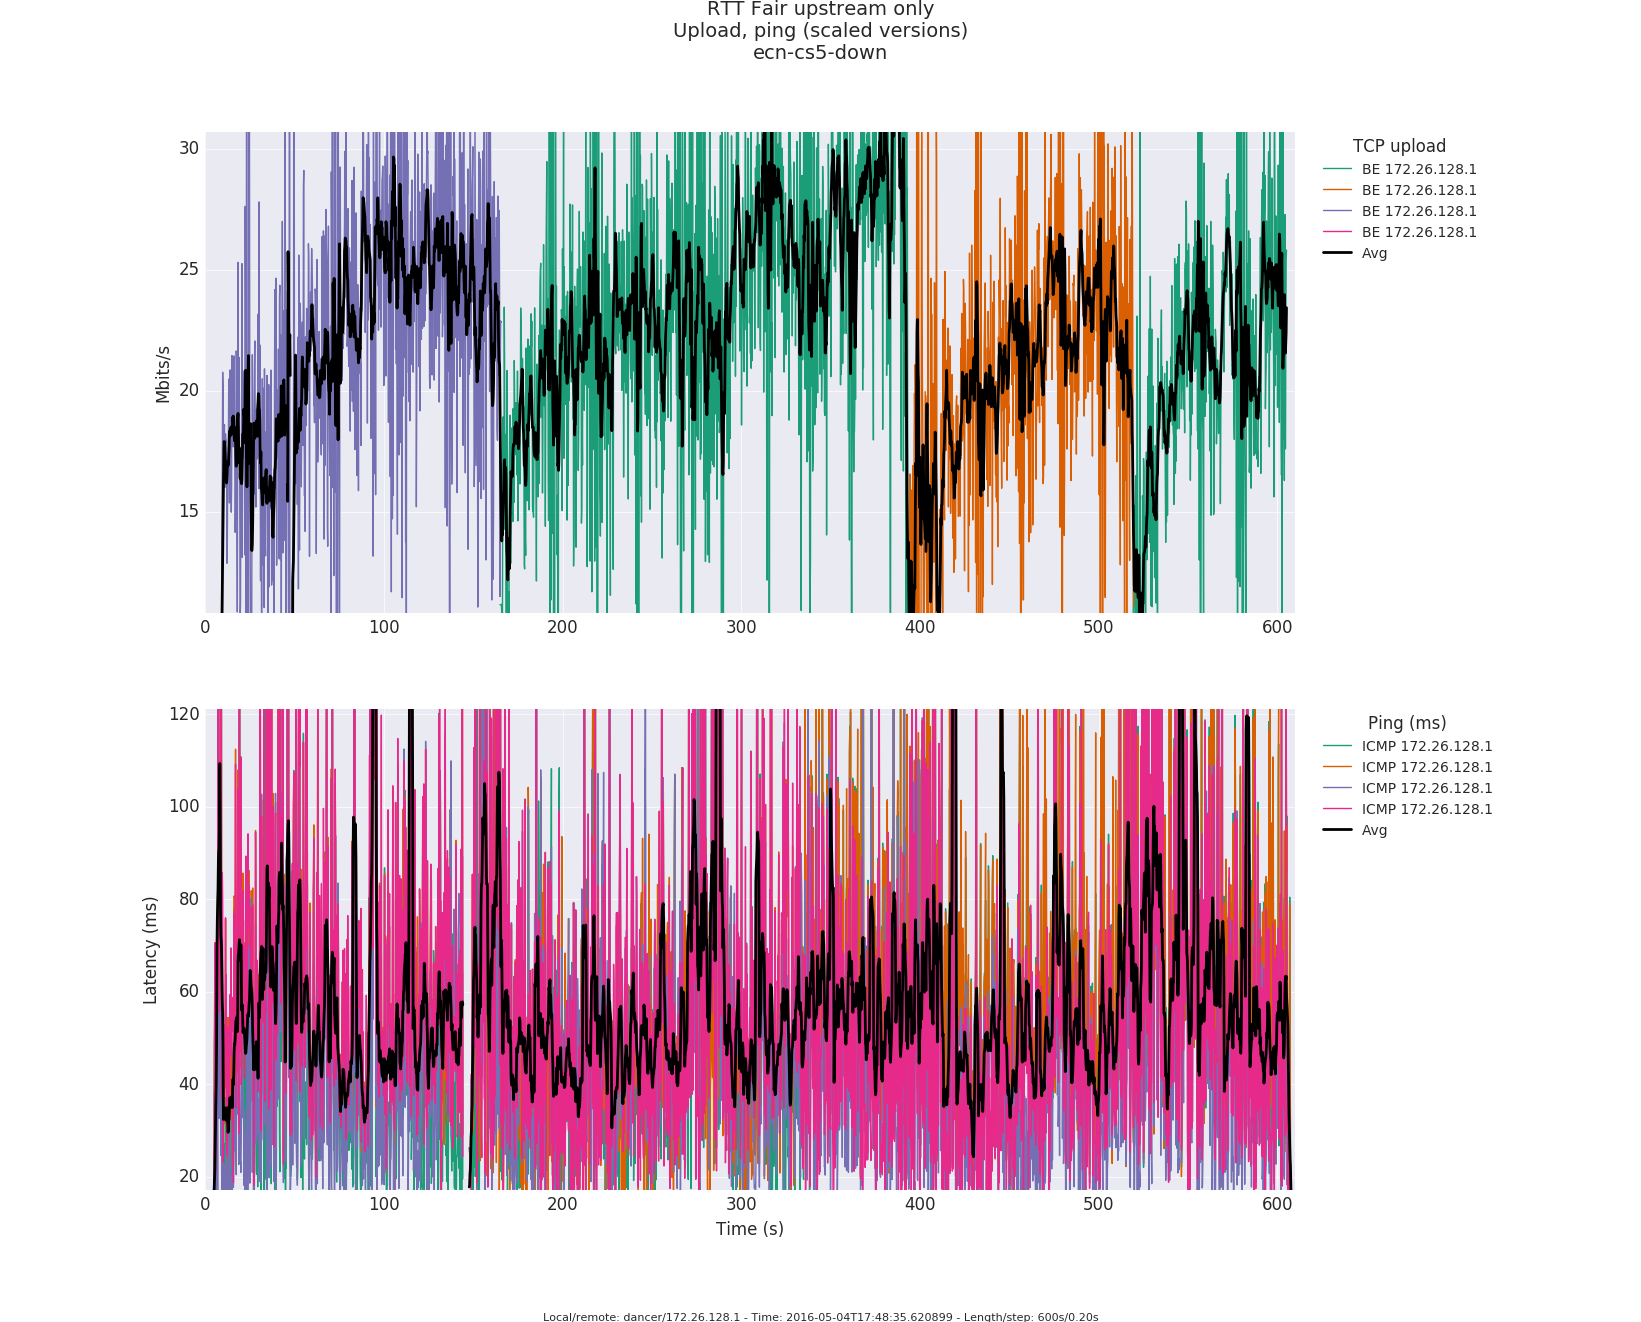 RTT Fair upstream only
Upload, ping (scaled versions)
ecn-cs5-down
30
25
20
15
Mbits/s
0 100 200 300 400 500 600
TCP upload
BE 172.26.128.1
BE 172.26.128.1
BE 172.26.128.1
BE 172.26.128.1
Avg
120
100
80
60
40
20
Latency (ms)
0 100 200 300 400 500 600
Time (s)
Ping (ms)
ICMP 172.26.128.1
ICMP 172.26.128.1
ICMP 172.26.128.1
ICMP 172.26.128.1
Avg
Local/remote: dancer/172.26.128.1 - Time: 2016-05-04T17:48:35.620899 - Length/step: 600s/0.20s